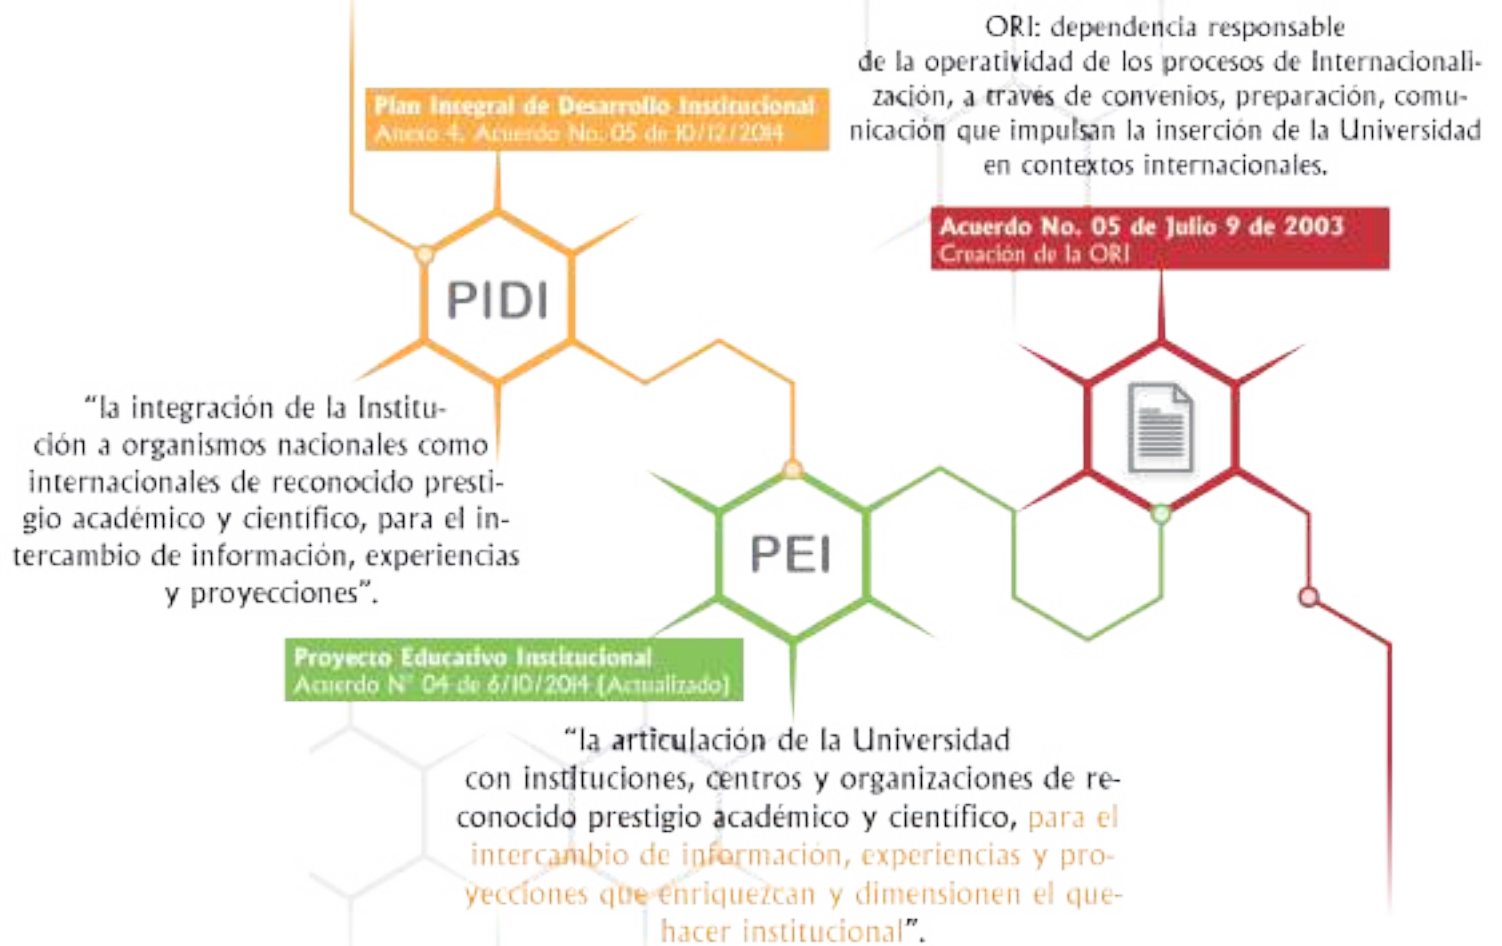 ORI: dependencia responsable
de la operatividad de los procesos de Internacionali-
zación, a través de convenios, preparación, comu-
nicación que impulsan la inserción de la Universidad
en contextos internacionales.
Plan Integral de Desarrollo Institucional
Anexo 4. Acuerdo No. 05 de 10/12/2014
Acuerdo No. 05 de Julio 9 de 2003
Creación de la ORI
PIDI
“la integración de la Institu-
ción a organismos nacionales como
internacionales de reconocido presti-
gio académico y científico, para el in-
tercambio de información, experiencias
y proyecciones”.
PEI
Proyecto Educativo Institucional
Acuerdo N° 04 de 6/10/2014 (Actualizado)
“la articulación de la Universidad
con instituciones, centros y organizaciones de re-
conocido prestigio académico y científico, para el
intercambio de información, experiencias y pro-
yecciones que enriquezcan y dimensionen el que-
hacer institucional”.